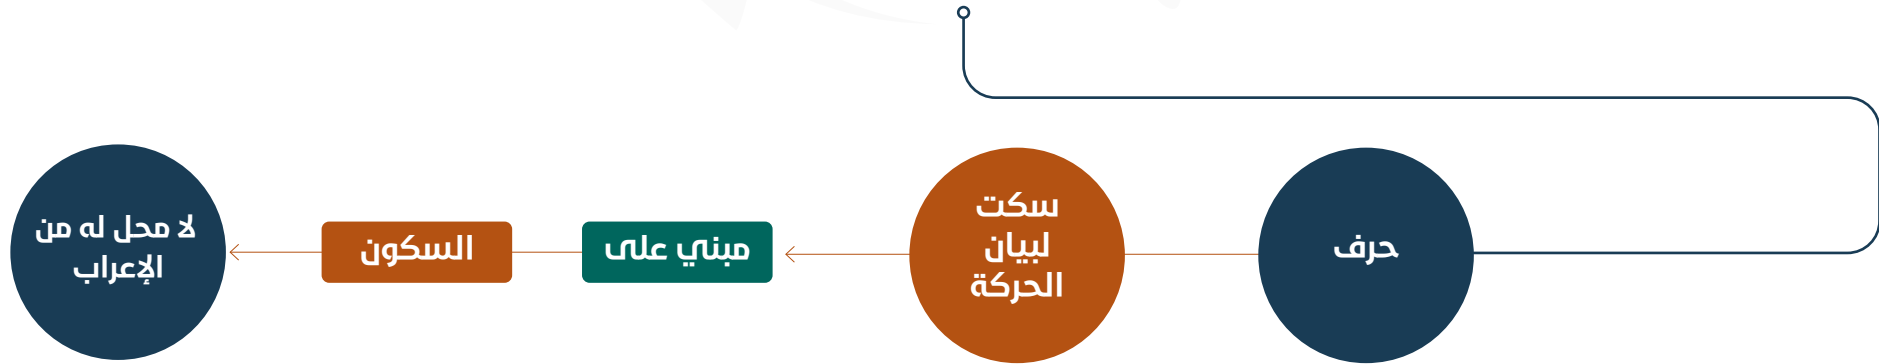 حرف
سكت
لبيان
الحركة
مبني على
السكون
لا محل له من
الإعراب